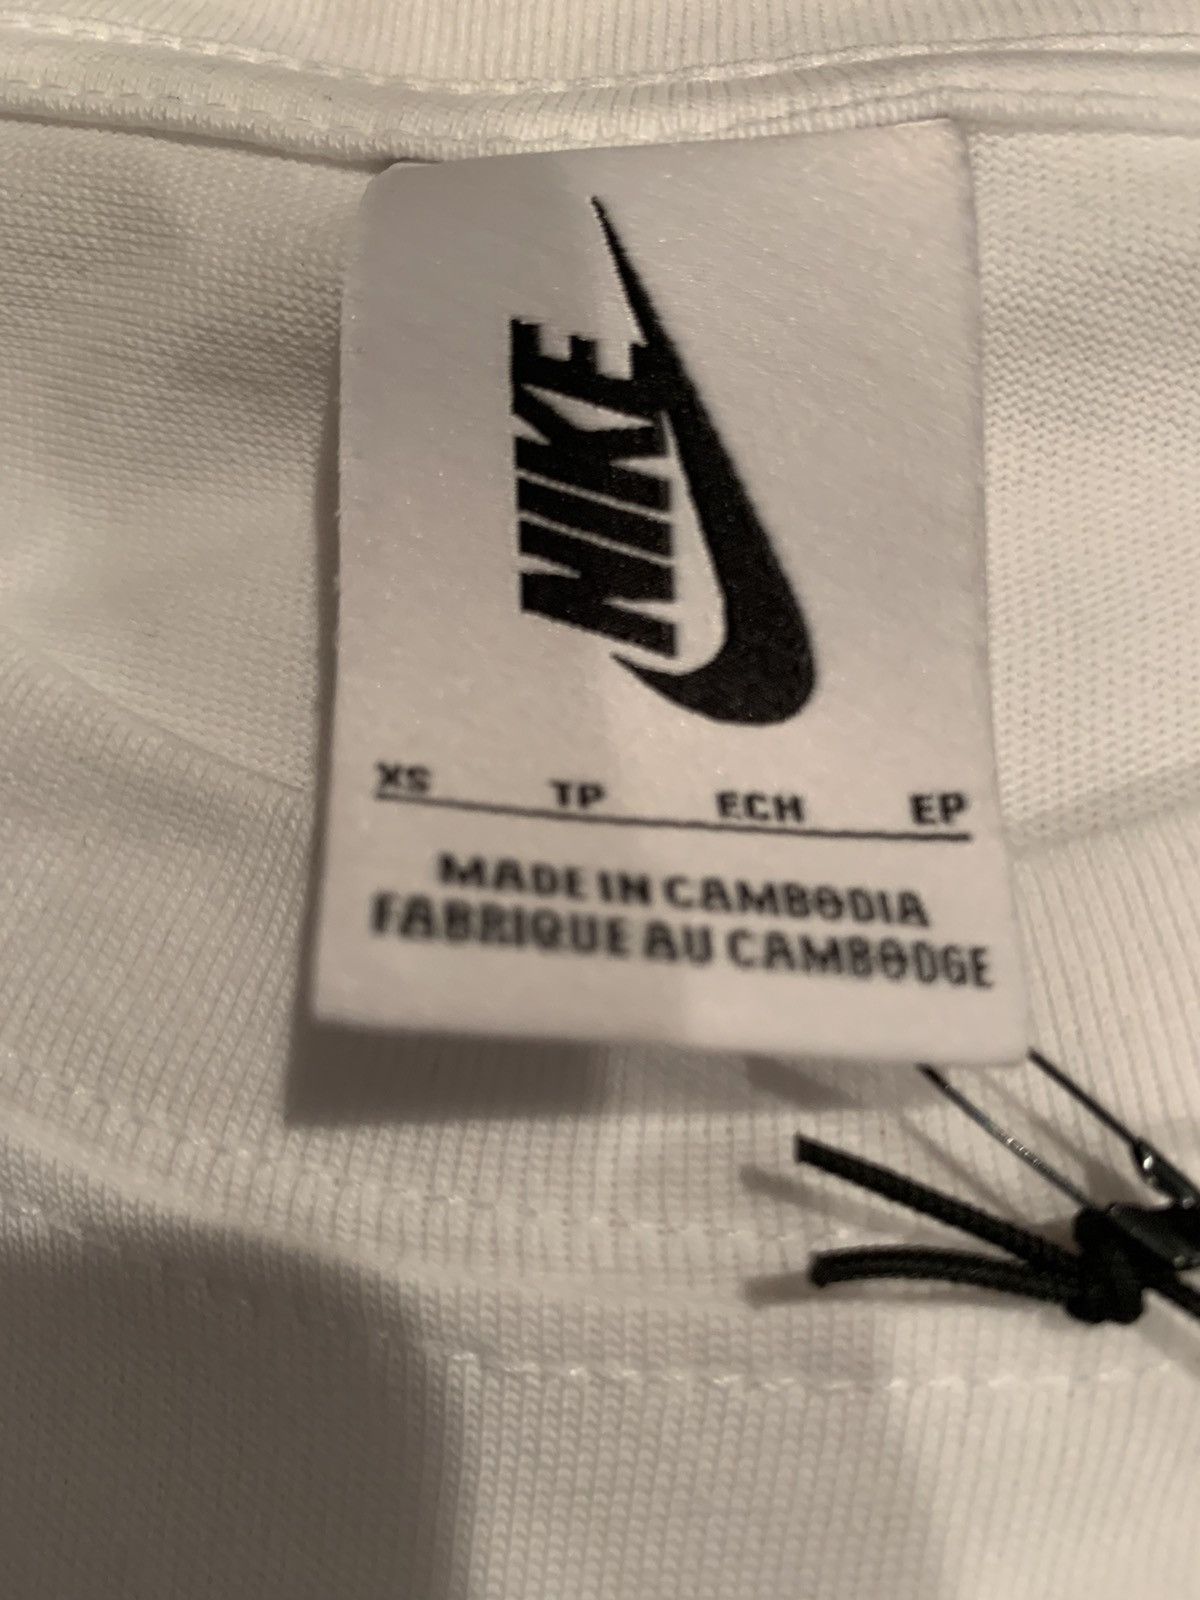 NIKE
XS TP ECH EP
MADE IN CAMBODIA
FABRIQUE AU CAMBODGE